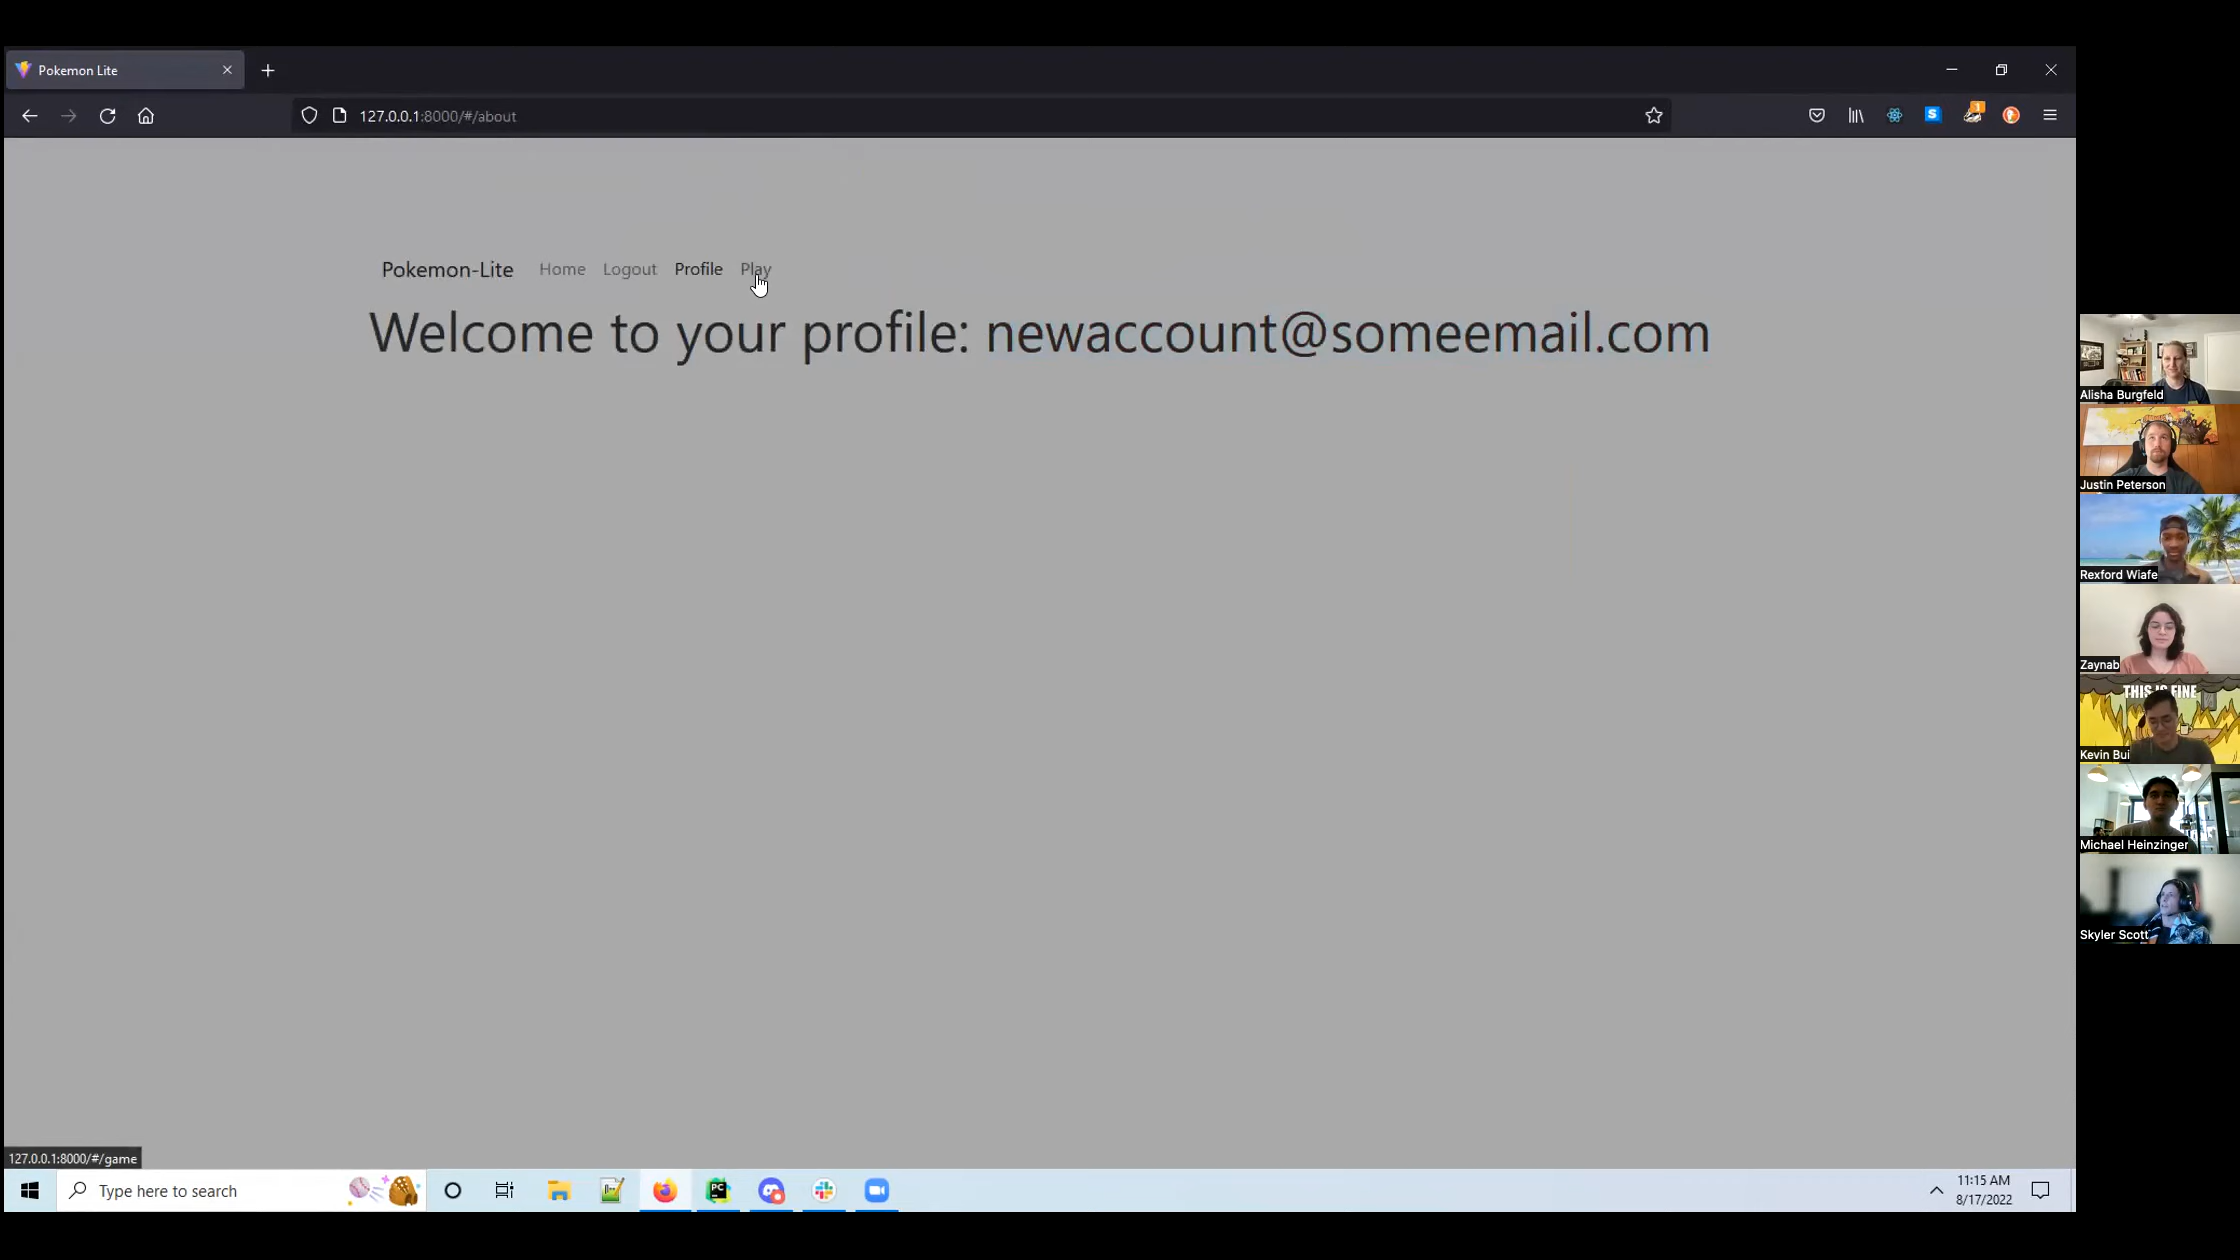 Pokemon Lite
127.0.0.1:8000/#/about
S
1
Pokemon-Lite Home Logout Profile Play
Welcome to your profile: newaccount@someemail.com
Alisha Burgfeld
Justin Peterson
Rexford Wiafe
Zaynab
THIS IS FINE
Kevin Bui
Michael Heinzinger
Skyler Scott
127.0.0.1:8000/#/game
Type here to search
PC
11:15 AM
8/17/2022